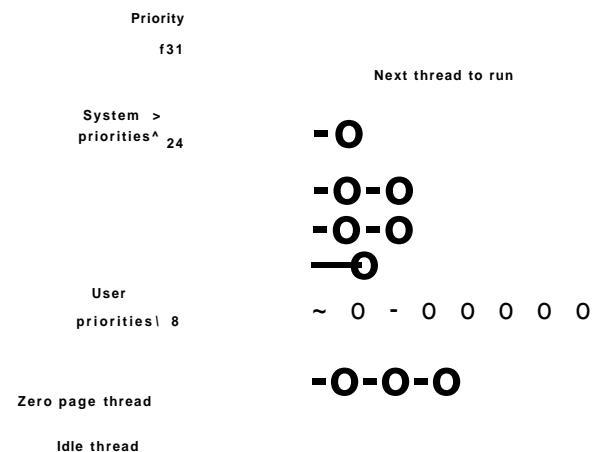 Priority
f31
Next thread to run
System >
priorities^ 24
-O
-O-O
-O-O
—O
User
~ O - O O O O O
priorities\ 8
-O-O-O
Zero page thread
Idle thread